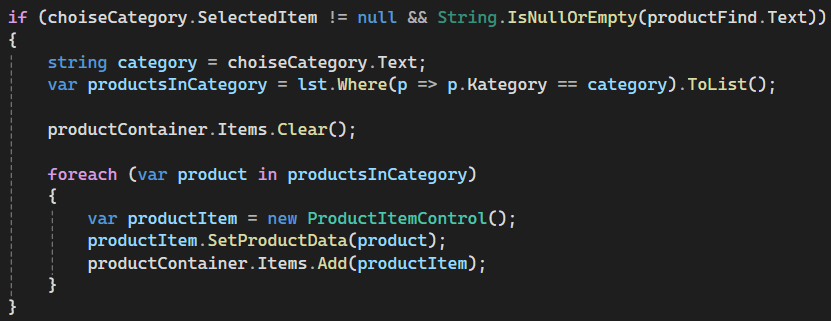 if (choiseCategory.SelectedItem != null && String.IsNullOrEmpty(productFind.Text))
{
string category = choiseCategory.Text;
var productsInCategory = lst.Where(p => p.Kategory == category).ToList();
productContainer.Items.Clear();
foreach (var product in productsInCategory)
{
var productItem = new ProductItemControl();
productItem.SetProductData(product);
productContainer.Items.Add(productItem);
}
}